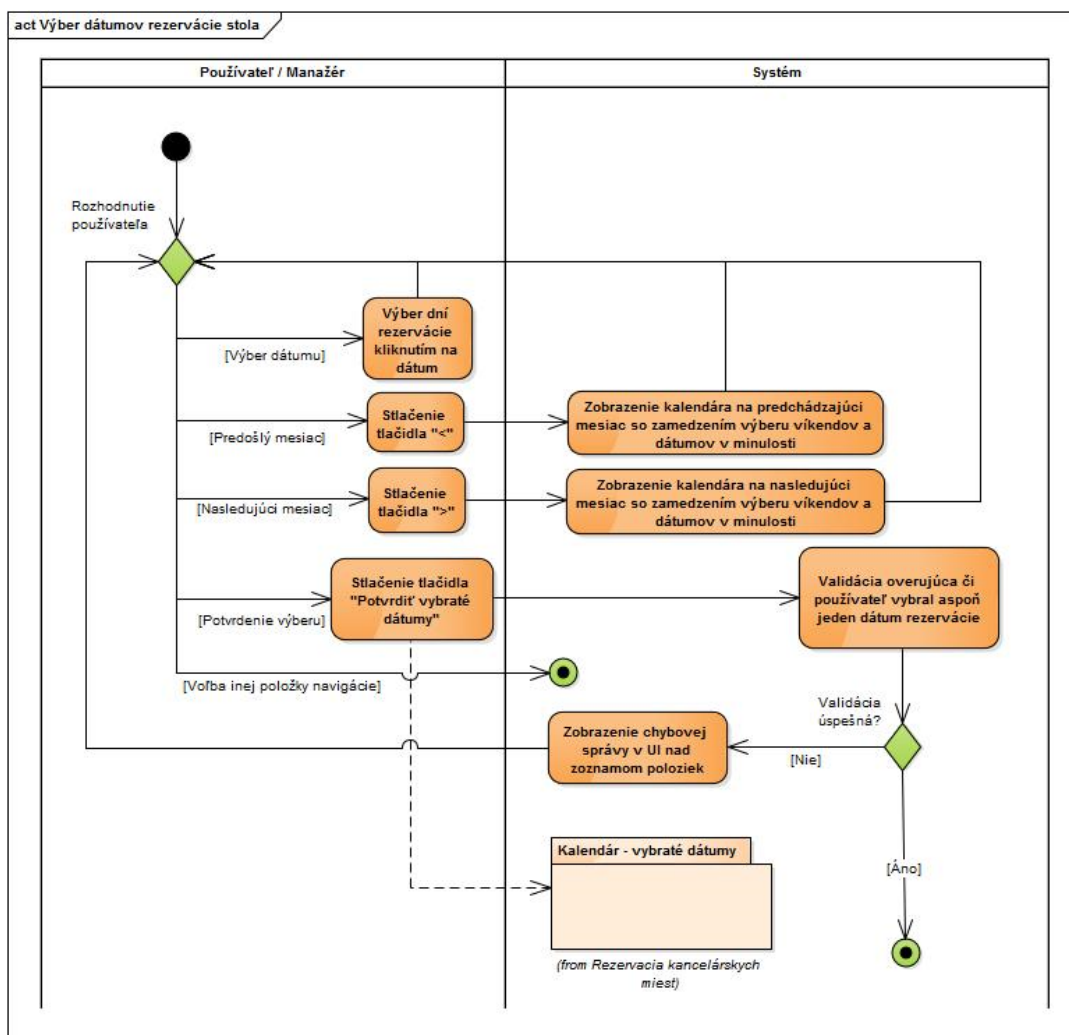 act Výber dátumov rezervácie stola
Používateľ / Manažér
Systém
Rozhodnutie
používateľa
Výber dní
rezervácie
kliknutím na
dátum
[Výber dátumu]
Stlačenie
tlačidla "<"
[Predošlý mesiac]
Zobrazenie kalendára na predchádzajúci
mesiac so zamedzením výberu víkendov a
dátumov v minulosti
Stlačenie
tlačidla ">"
[Nasledujúci mesiac]
Zobrazenie kalendára na nasledujúci
mesiac so zamedzením výberu víkendov a
dátumov v minulosti
Stlačenie tlačidla
"Potvrdiť vybraté
dátumy"
[Potvrdenie výberu]
Validácia overujúca či
používateľ vybral aspoň
jeden dátum rezervácie
[Voľba inej položky navigácie]
Validácia
úspešná?
Zobrazenie chybovej
správy v UI nad
zoznamom poloziek
[Nie]
Kalendár - vybraté dátumy
[Áno]
(from Rezervacia kancelárskych
miest)